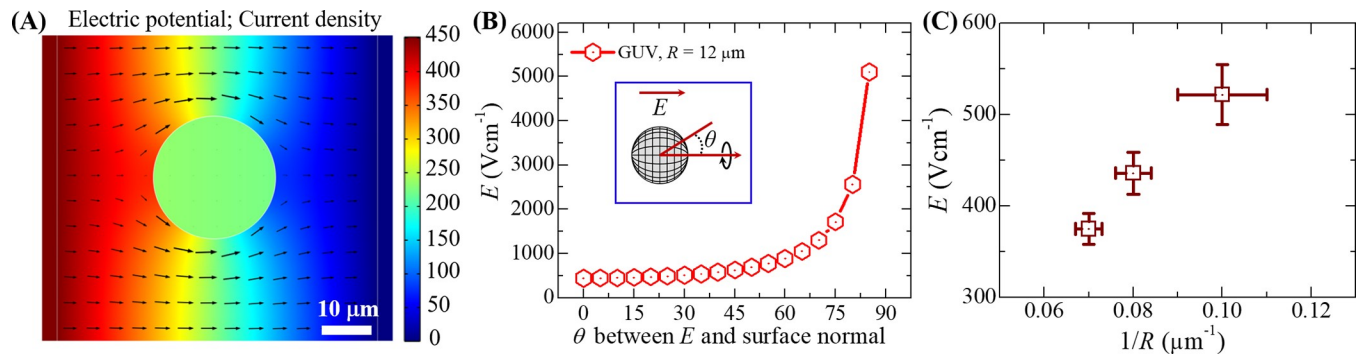 (A)
Electric potential; Current density
450
400
350
300
250
200
150
100
50
0
10 μm
(B)
E (Vcm-1)
6000
5000
4000
3000
2000
1000
0
GUV, R = 12 μm
E
θ
0 15 30 45 60 75 90
θ between E and surface normal
(C)
E (Vcm-1)
600
500
400
300
0.06 0.08 0.10 0.12
1/R (μm-1)